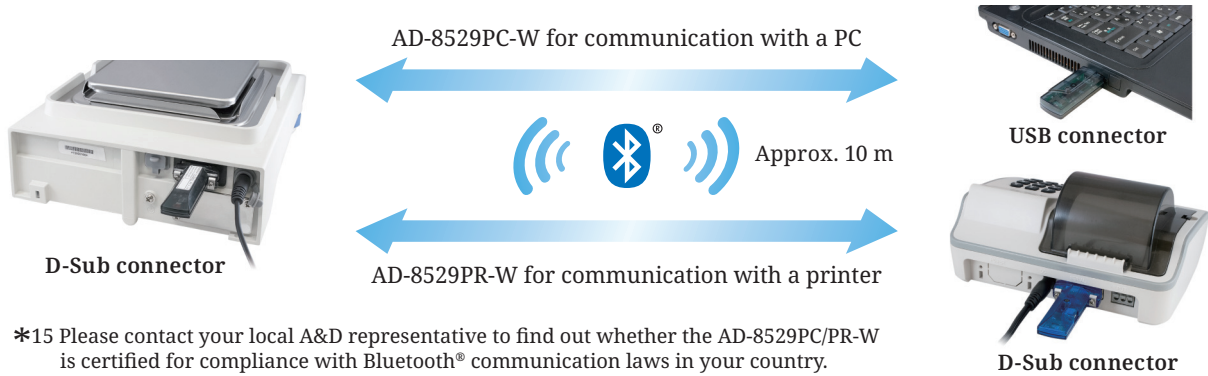 AD-8529PC-W for communication with a PC
USB connector
®
Approx. 10 m
D-Sub connector
AD-8529PR-W for communication with a printer
*15 Please contact your local A&D representative to find out whether the AD-8529PC/PR-W
is certified for compliance with Bluetooth® communication laws in your country.
D-Sub connector